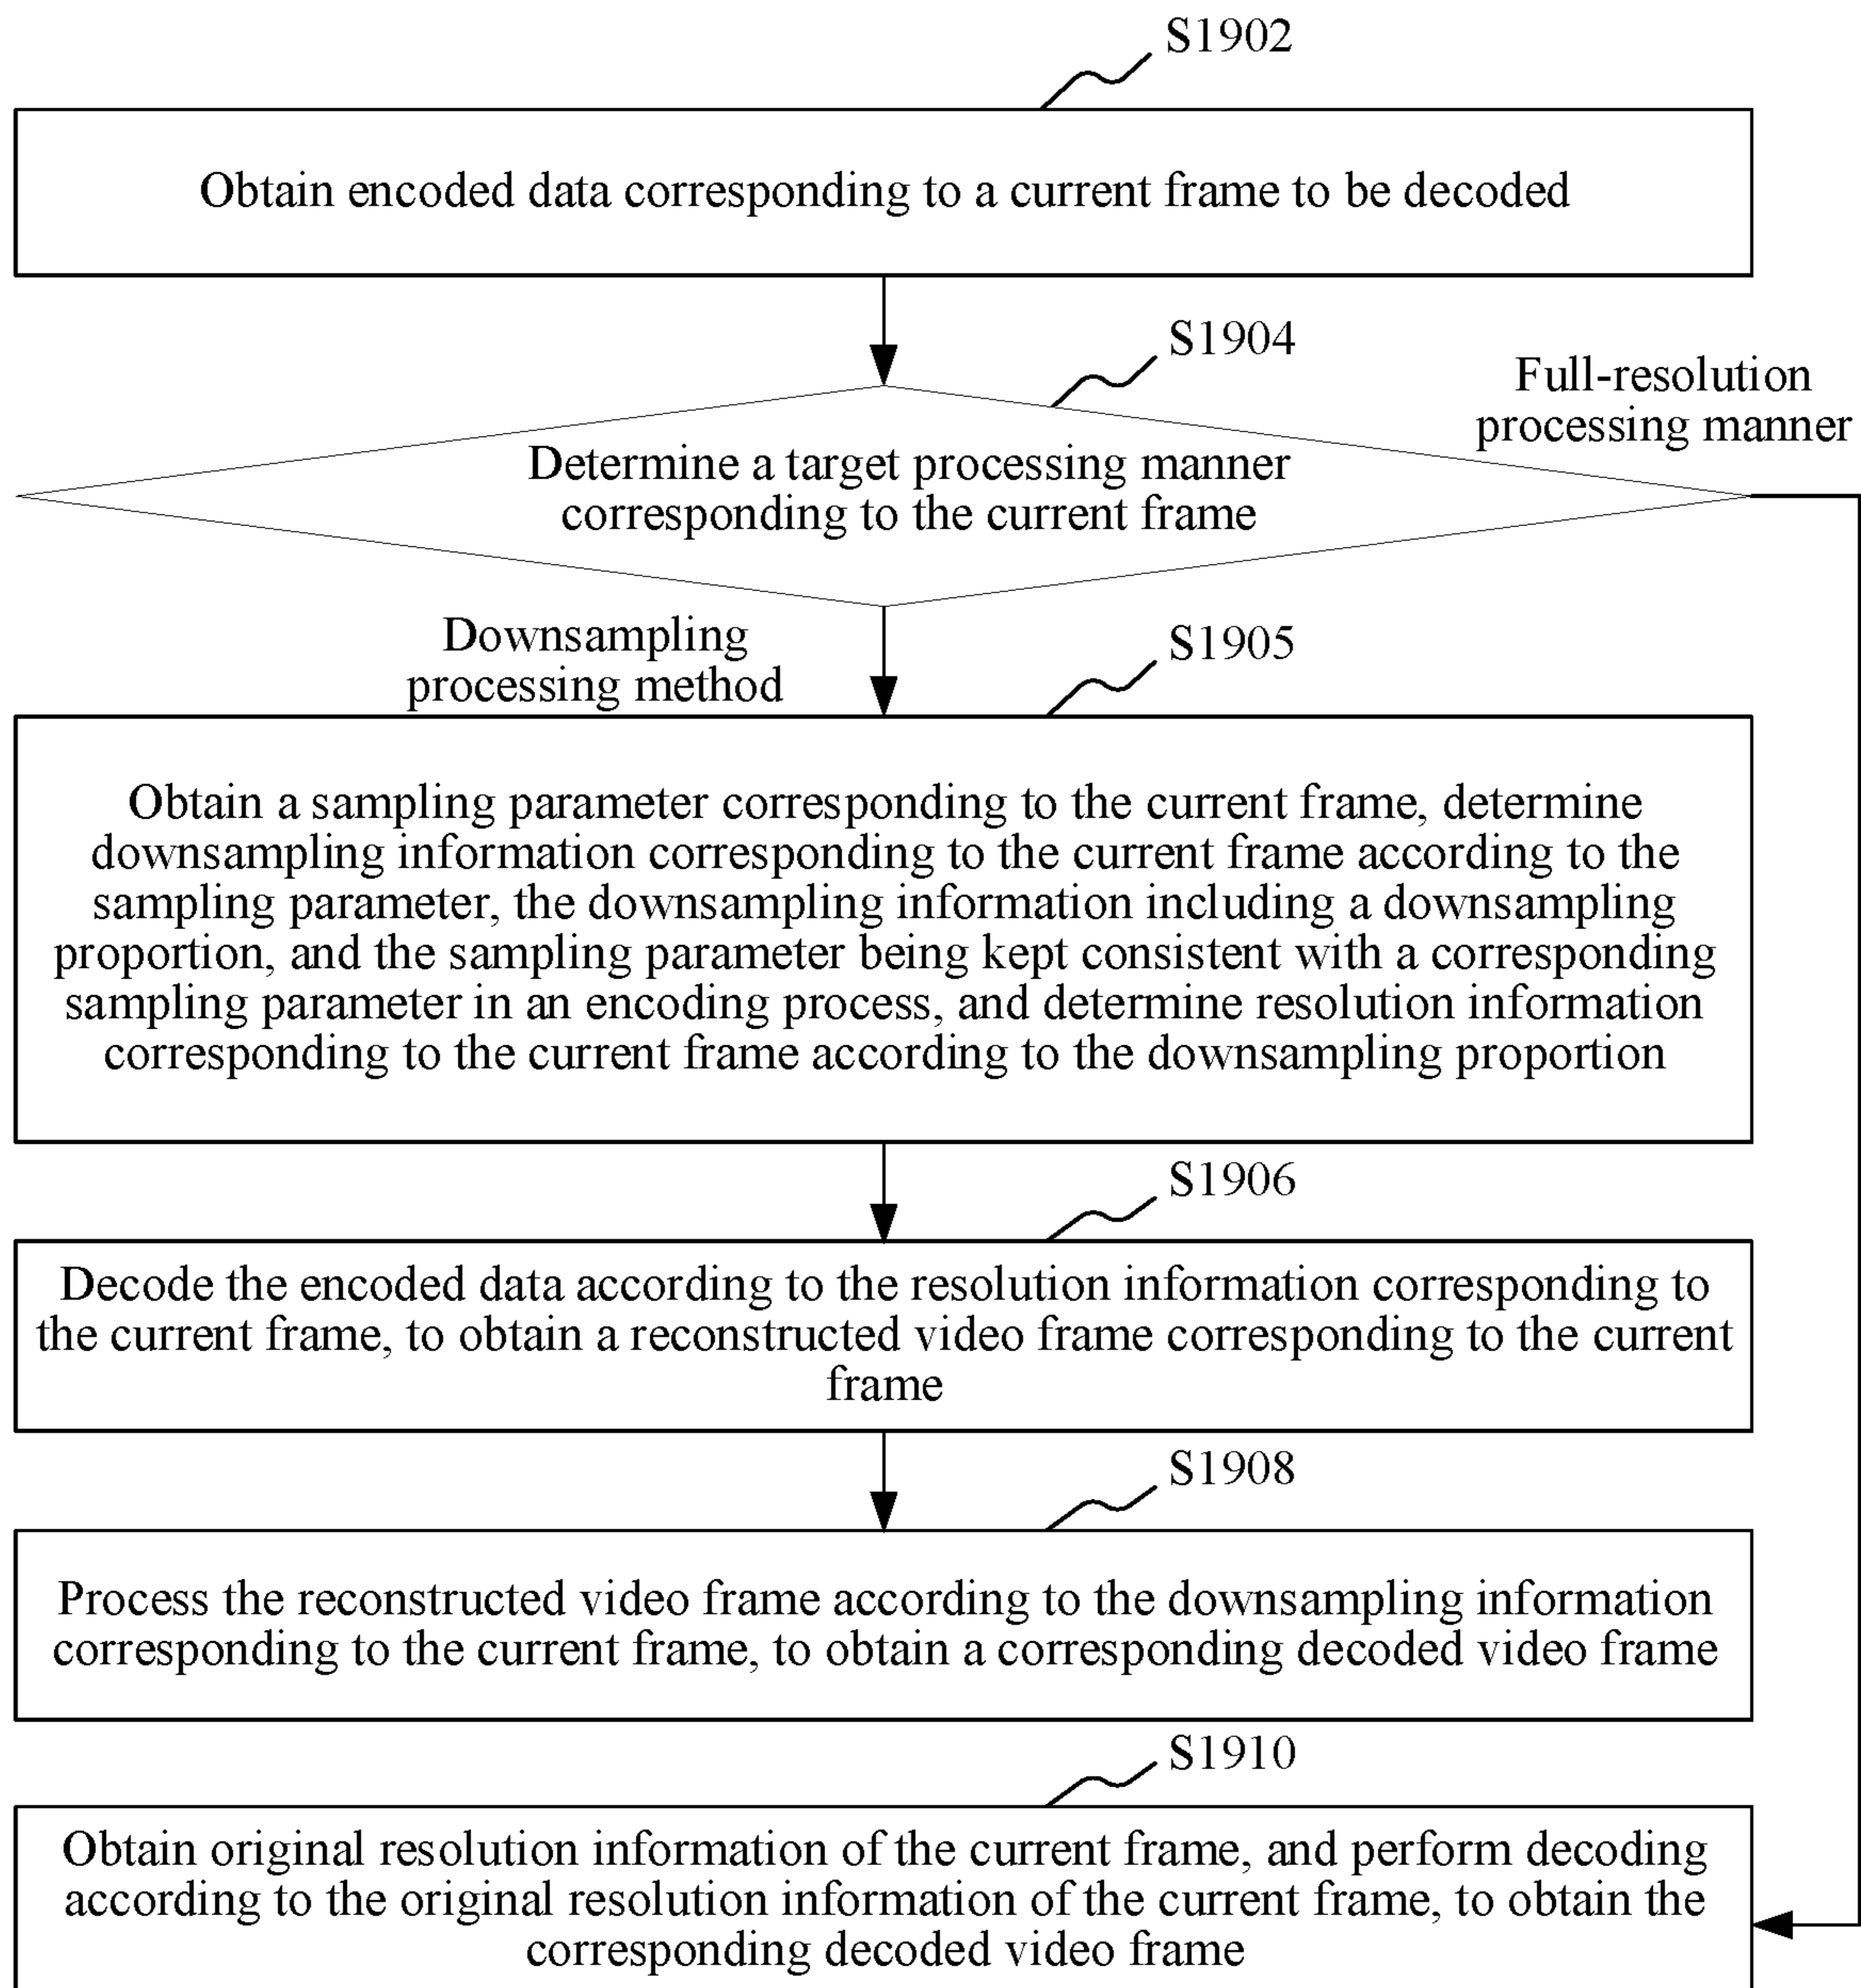 S1902
Obtain encoded data corresponding to a current frame to be decoded
S1904
Full-resolution
processing manner
Determine a target processing manner
corresponding to the current frame
Downsampling
processing method
S1905
Obtain a sampling parameter corresponding to the current frame, determine
downsampling information corresponding to the current frame according to the
sampling parameter, the downsampling information including a downsampling
proportion, and the sampling parameter being kept consistent with a corresponding
sampling parameter in an encoding process, and determine resolution information
corresponding to the current frame according to the downsampling proportion
S1906
Decode the encoded data according to the resolution information corresponding to
the current frame, to obtain a reconstructed video frame corresponding to the current
frame
S1908
Process the reconstructed video frame according to the downsampling information
corresponding to the current frame, to obtain a corresponding decoded video frame
S1910
Obtain original resolution information of the current frame, and perform decoding
according to the original resolution information of the current frame, to obtain the
corresponding decoded video frame